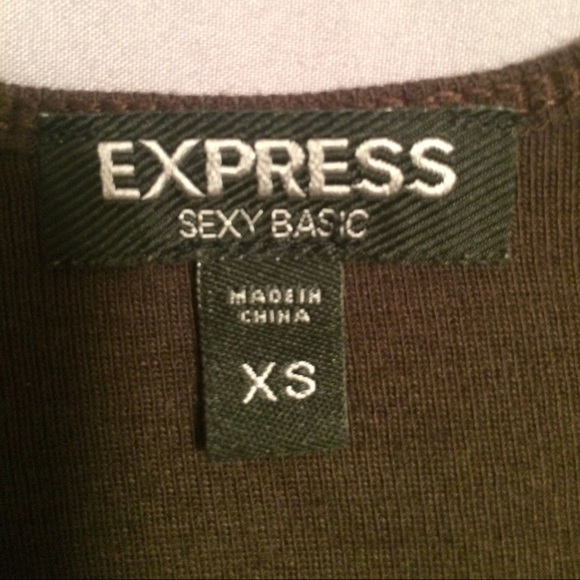 EXPRESS
SEXY BASIC
MADE IN
CHINA
XS